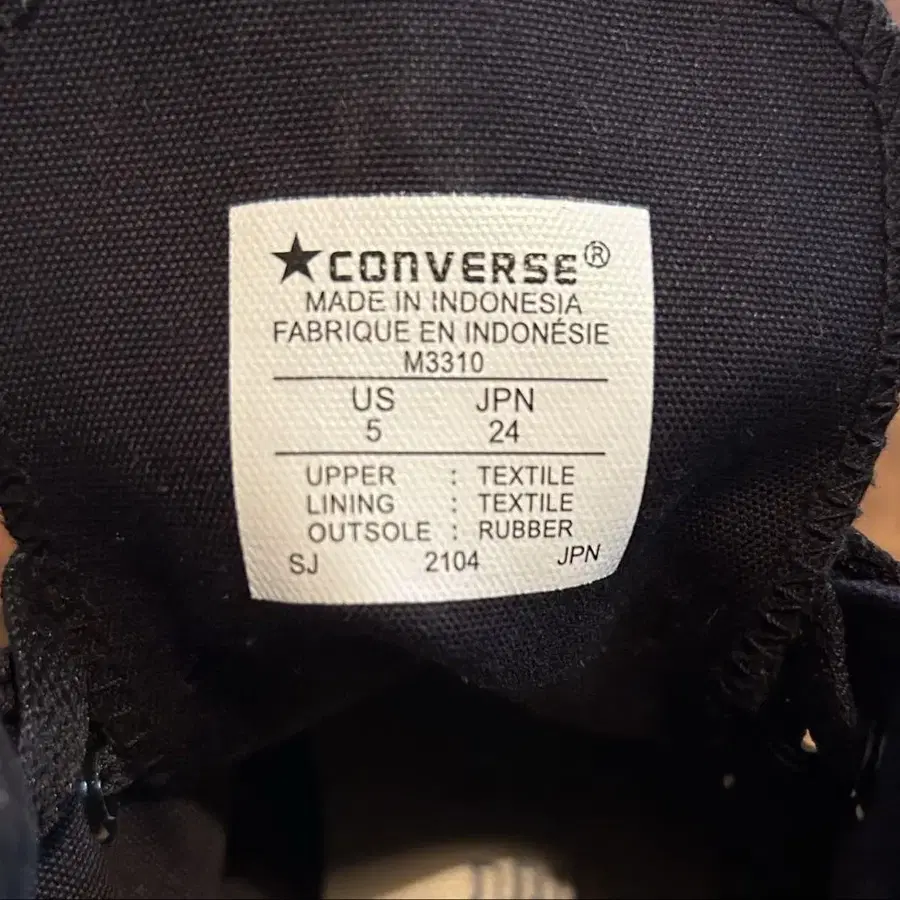 ★CONVERSE®
MADE IN INDONESIA
FABRIQUE EN INDONÉSIE
M3310
US JPN
5 24
UPPER : TEXTILE
LINING : TEXTILE
OUTSOLE : RUBBER
SJ 2104 JPN